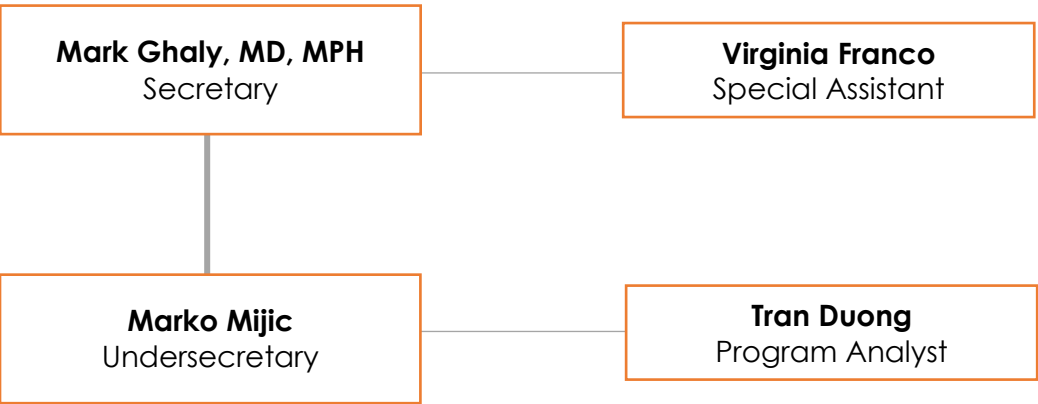 Mark Ghaly, MD, MPH
Secretary
Virginia Franco
Special Assistant
Marko Mijic
Undersecretary
Tran Duong
Program Analyst